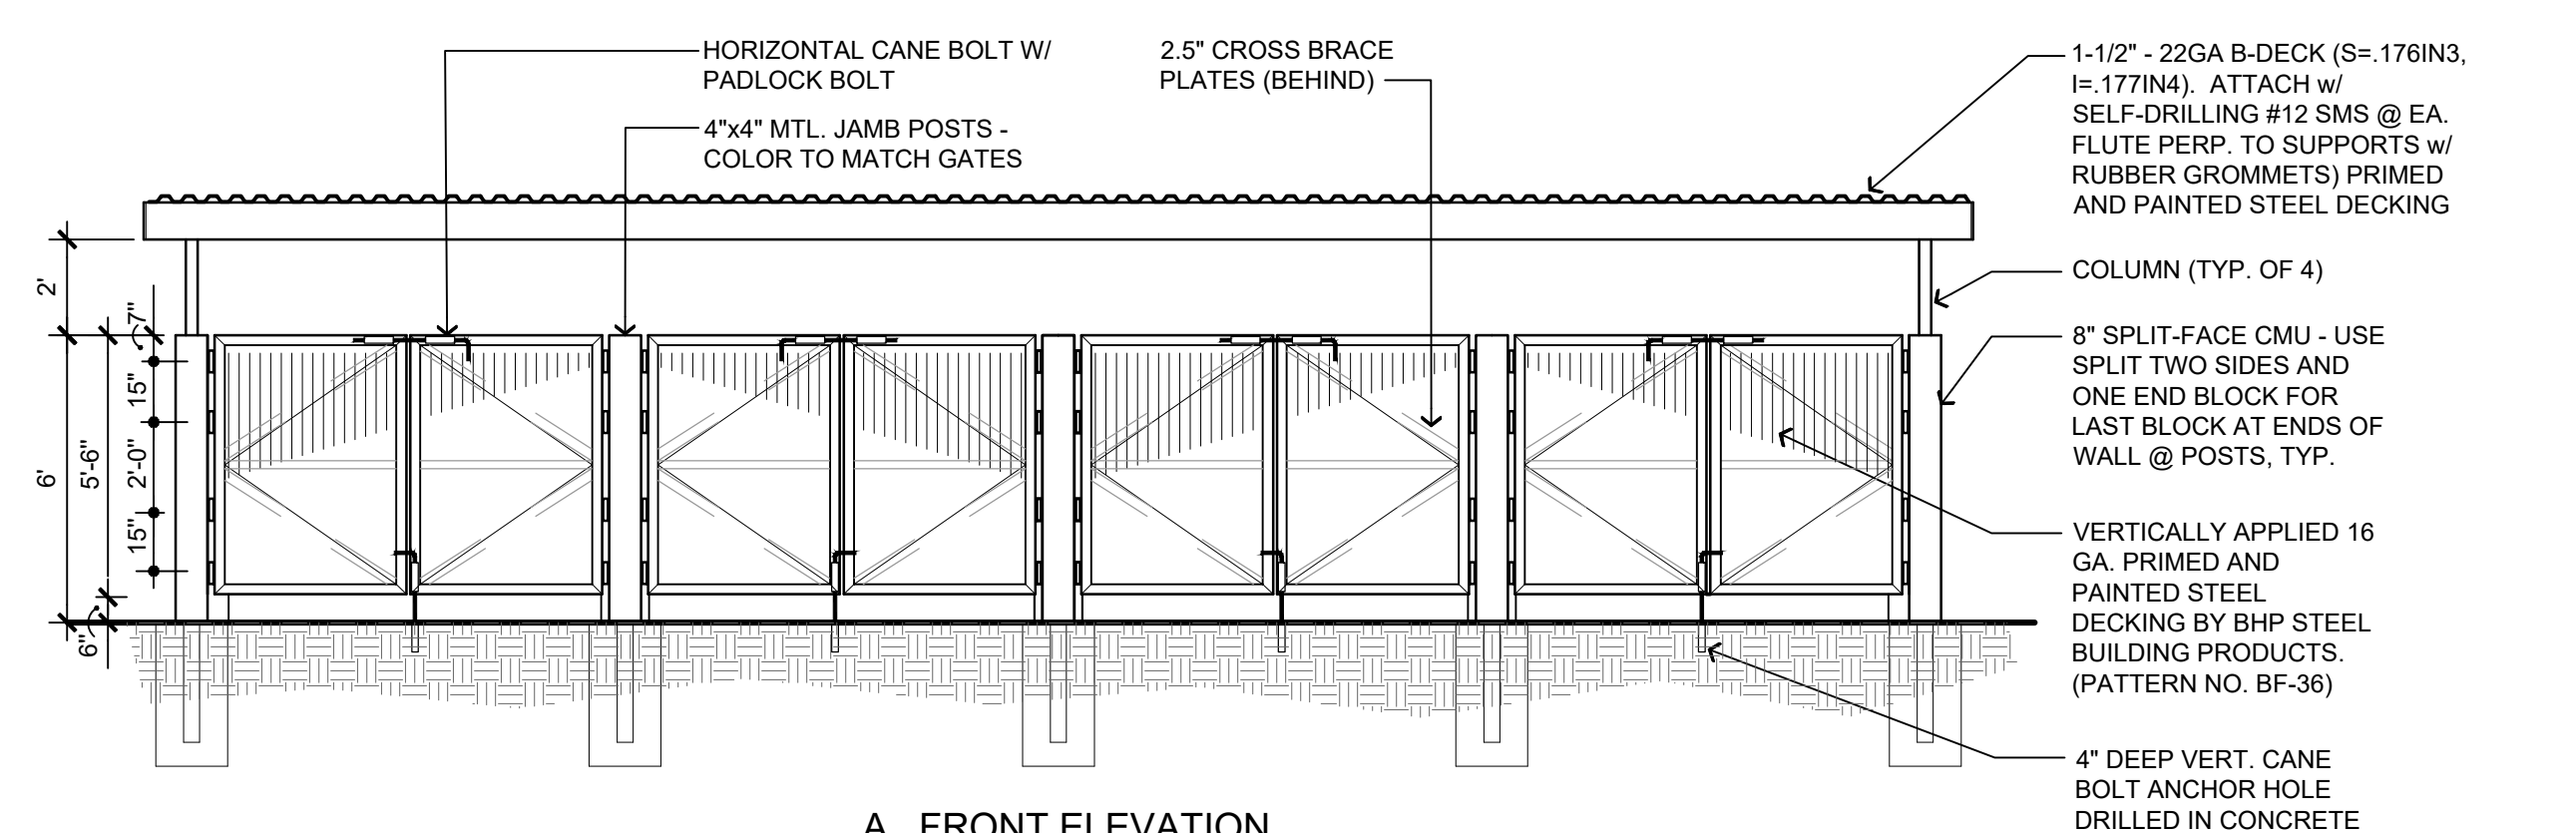 HORIZONTAL CANE BOLT W/
PADLOCK BOLT
4"x4" MTL. JAMB POSTS -
COLOR TO MATCH GATES
2.5" CROSS BRACE
PLATES (BEHIND)
1-1/2" - 22GA B-DECK (S=.176IN3,
I=.177IN4).  ATTACH w/
SELF-DRILLING #12 SMS @ EA.
FLUTE PERP. TO SUPPORTS w/
RUBBER GROMMETS) PRIMED
AND PAINTED STEEL DECKING
COLUMN (TYP. OF 4)
8" SPLIT-FACE CMU - USE
SPLIT TWO SIDES AND
ONE END BLOCK FOR
LAST BLOCK AT ENDS OF
WALL @ POSTS, TYP.
VERTICALLY APPLIED 16
GA. PRIMED AND
PAINTED STEEL
DECKING BY BHP STEEL
BUILDING PRODUCTS.
(PATTERN NO. BF-36)
4" DEEP VERT. CANE
BOLT ANCHOR HOLE
DRILLED IN CONCRETE
2'
6'
5'-6"
6"
7"
15"
2'-0"
15"
A   FRONT ELEVATION